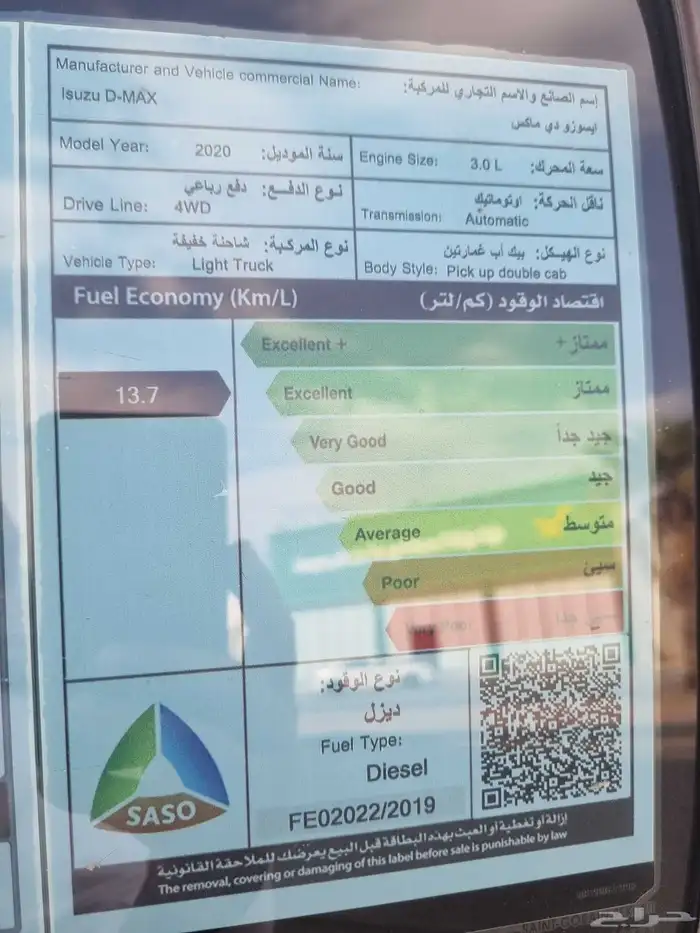 Manufacturer and Vehicle commercial Name: إسم الصانع والاسم التجاري للمركبة:
Isuzu D-MAX
ايسوزو دي ماكس
Model Year: 2020 سنة الموديل:
Engine Size: 3.0 L سعة المحرك:
نوع الدفع: دفع رباعي
Drive Line: 4WD
ناقل الحركة: اوتوماتيك
Transmission: Automatic
نوع المركبة: شاحنة خفيفة
Vehicle Type: Light Truck
نوع الهيكل: بيك أب غمارتين
Body Style: Pick up double cab
Fuel Economy (Km/L) اقتصاد الوقود (كم/لتر)
13.7
Excellent + ممتاز +
Excellent ممتاز
Very Good جيد جداً
Good جيد
Average متوسط
Poor سيئ
نوع الوقود:
ديزل
Fuel Type:
Diesel
FE02022/2019
SASO
إزالة أو تغطية أو العبث بهذه البطاقة قبل البيع يعرضك للملاحقة القانونية
The removal, covering or damaging of this label before sale is punishable by law
حراج